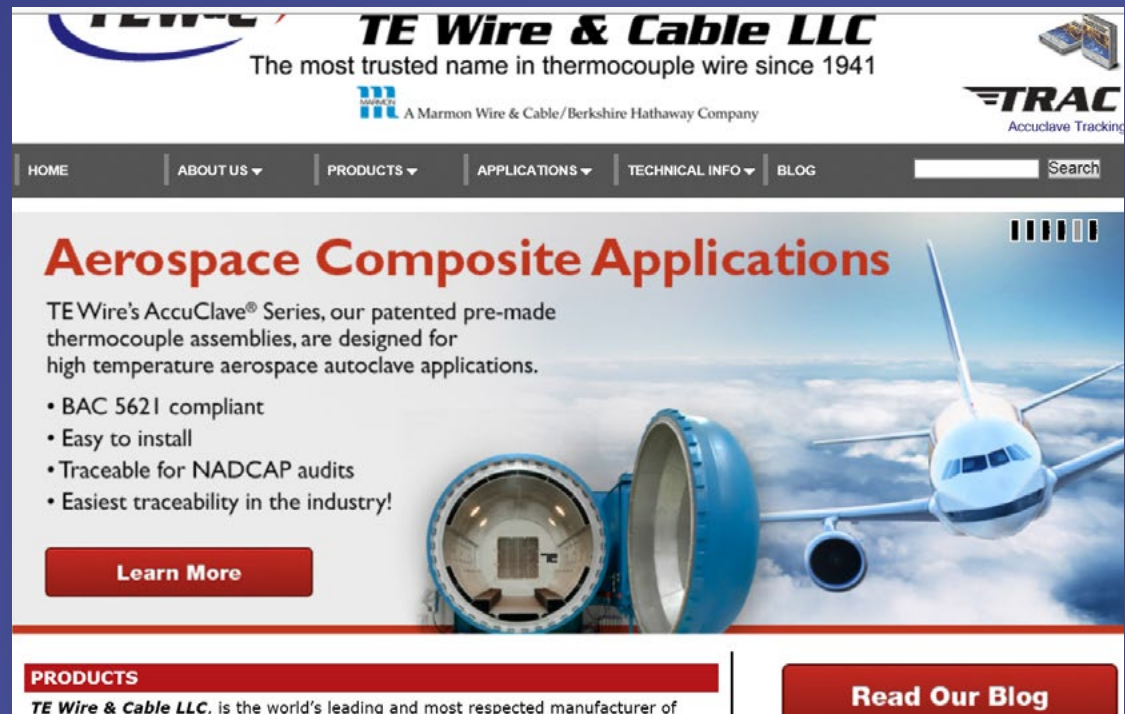 TE Wire & Cable LLC
The most trusted name in thermocouple wire since 1941
MARMON
A Marmon Wire & Cable/Berkshire Hathaway Company
TRAC
Accuclave Tracking
HOME
ABOUT US
PRODUCTS
APPLICATIONS
TECHNICAL INFO
BLOG
Search
Aerospace Composite Applications
TE Wire's AccuClave® Series, our patented pre-made
thermocouple assemblies, are designed for
high temperature aerospace autoclave applications.
• BAC 5621 compliant
• Easy to install
• Traceable for NADCAP audits
• Easiest traceability in the industry!
Learn More
PRODUCTS
TE Wire & Cable LLC, is the world's leading and most respected manufacturer of
Read Our Blog